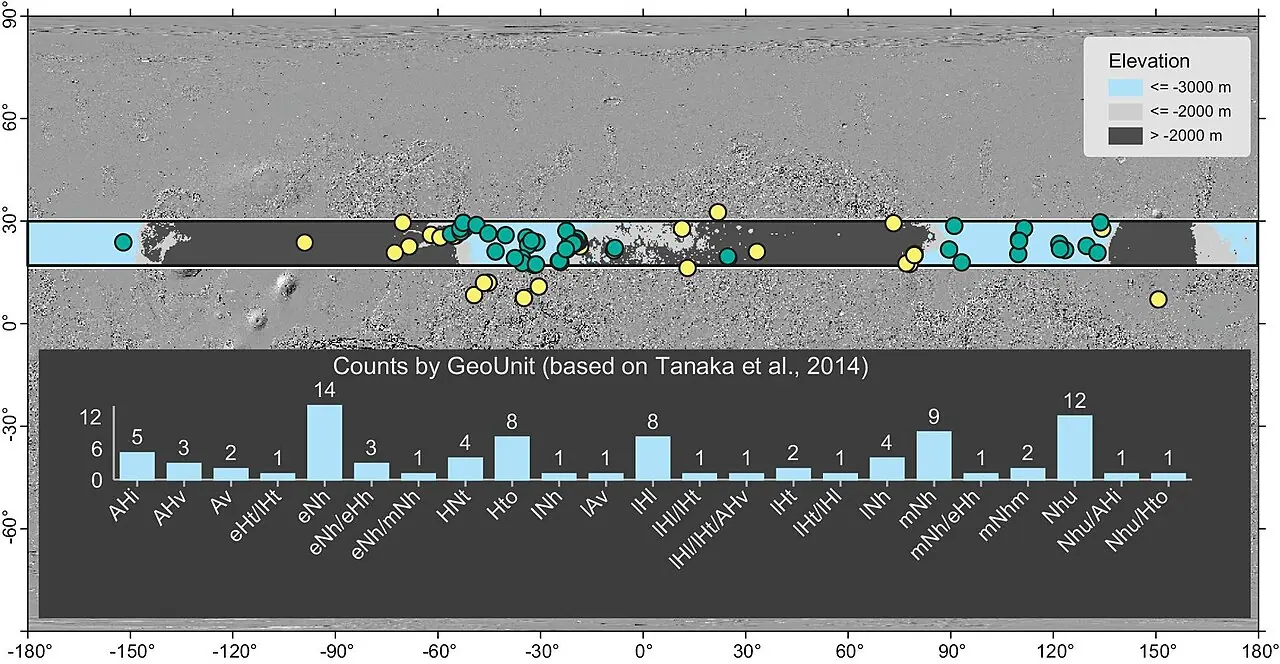 90°
60°
30°
0°
-30°
-60°
Elevation
<= -3000 m
<= -2000 m
> -2000 m
Counts by GeoUnit (based on Tanaka et al., 2014)
12
6
0
5 3 2 1 14 3 1 4 8 1 1 8 1 1 2 1 4 9 1 2 12 1 1
AHi AHv Av eHt/lHt eNh eNh/eHh eNh/mNh HNt Hto lNh lAv lHl lHl/lHt lHl/lHt/AHv lHt lHt/lHl lNh mNh mNh/eHh mNhm Nhu Nhu/AHi Nhu/Hto
-180° -150° -120° -90° -60° -30° 0° 30° 60° 90° 120° 150° 180°